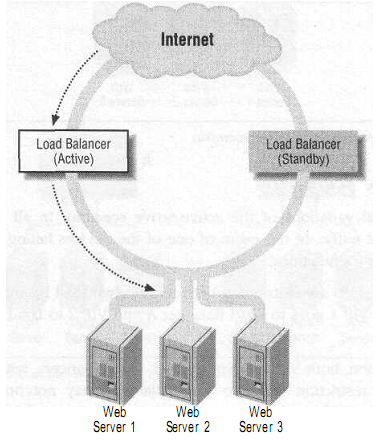 Internet
Load Balancer
(Active)
Load Balancer
(Standby)
Web
Server 1
Web
Server 2
Web
Server 3